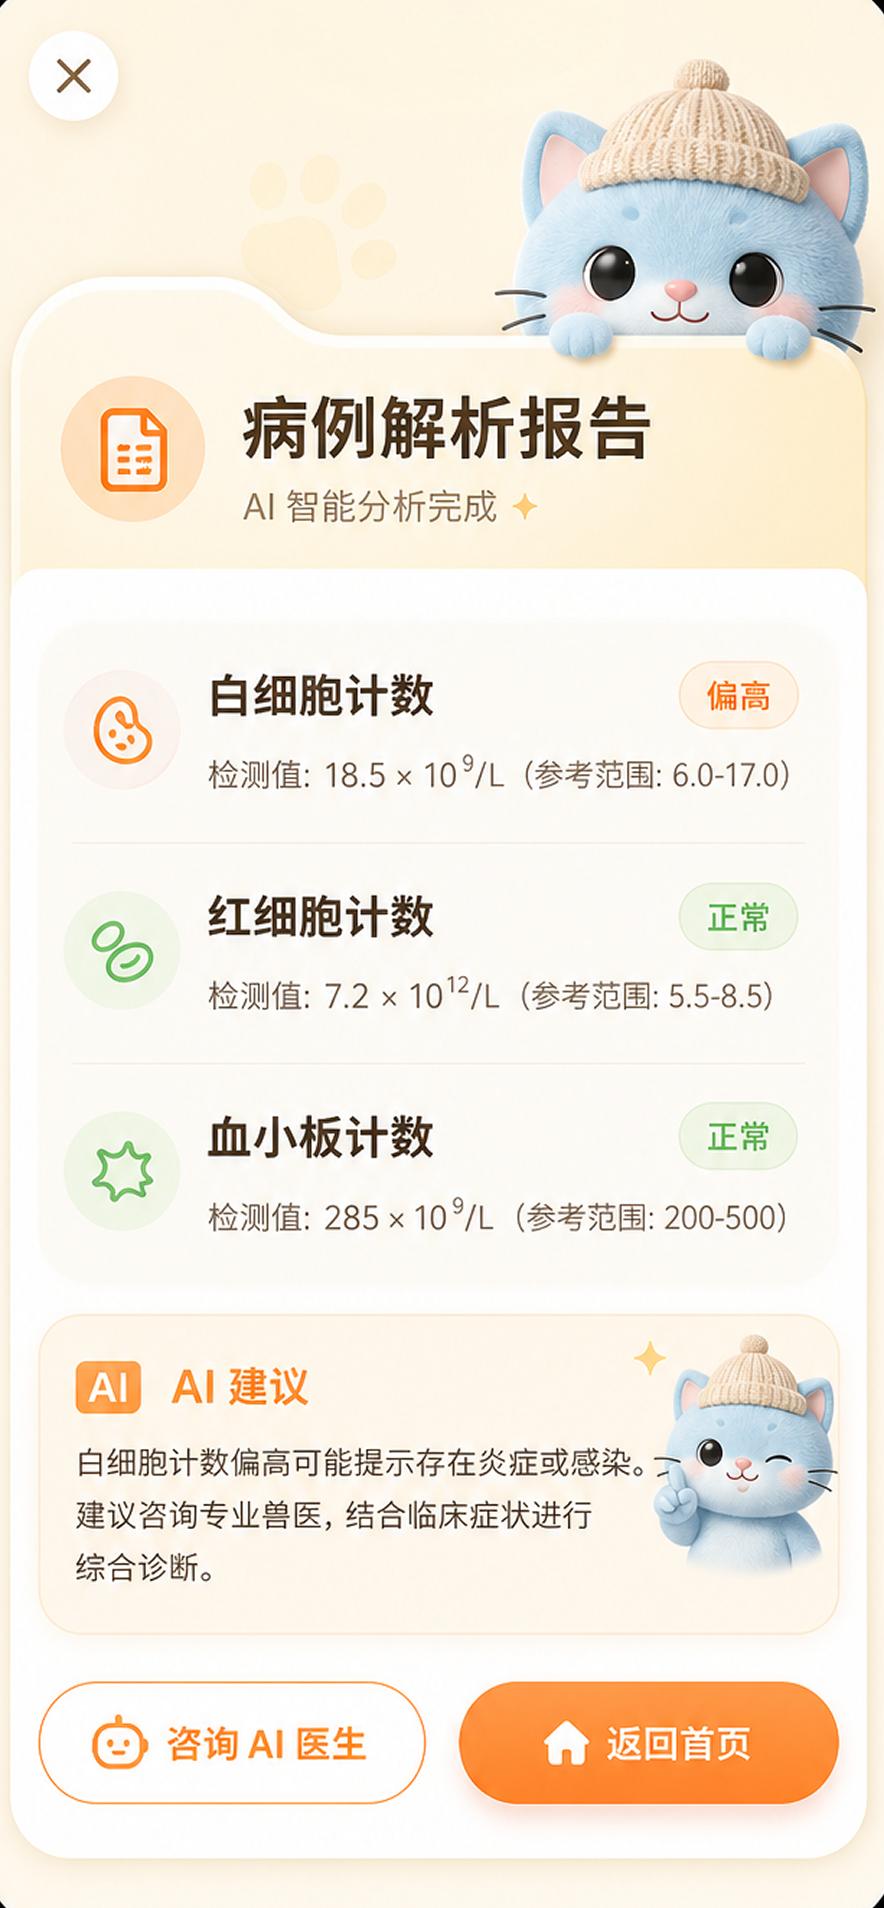 病例解析报告
AI 智能分析完成
白细胞计数
偏高
检测值: 18.5 × 10⁹/L (参考范围: 6.0-17.0)
红细胞计数
正常
检测值: 7.2 × 10¹²/L (参考范围: 5.5-8.5)
血小板计数
正常
检测值: 285 × 10⁹/L (参考范围: 200-500)
AI AI 建议
白细胞计数偏高可能提示存在炎症或感染。
建议咨询专业兽医, 结合临床症状进行
综合诊断。
咨询 AI 医生
返回首页